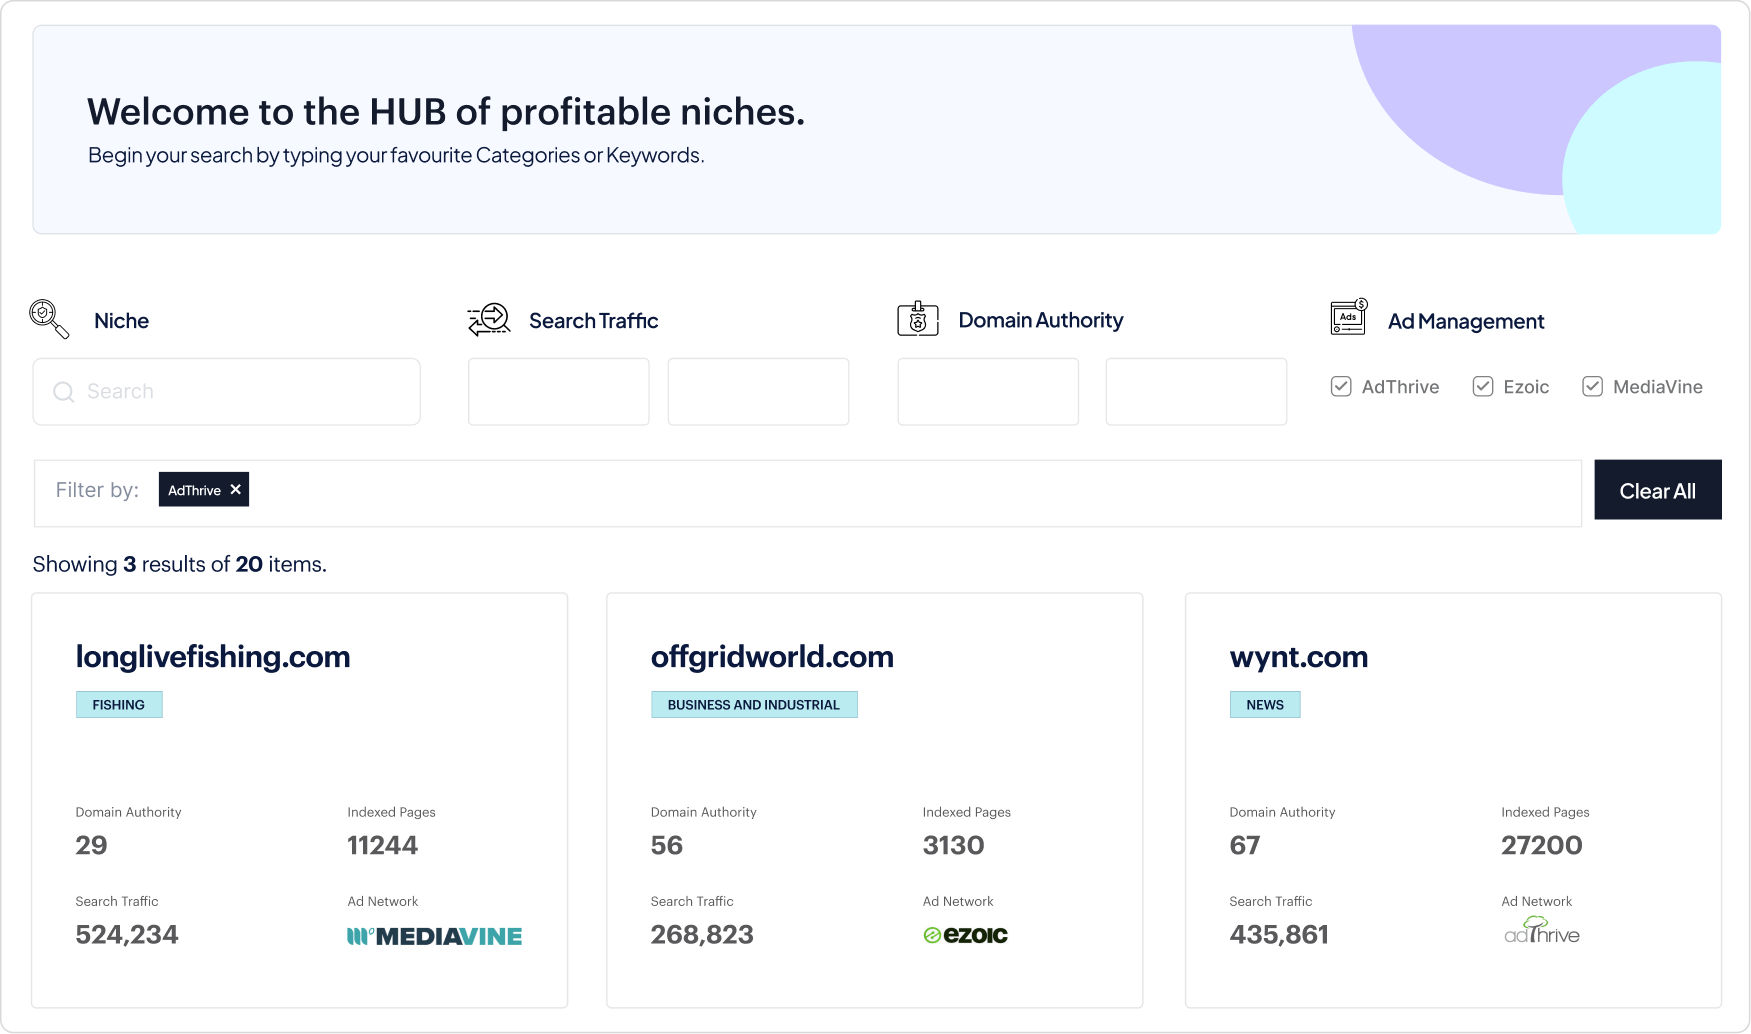 Welcome to the HUB of profitable niches.
Begin your search by typing your favourite Categories or Keywords.
Niche
Search Traffic
Domain Authority
Ads
$
Ad Management
Search
AdThrive
Ezoic
MediaVine
Filter by:
AdThrive ✕
Clear All
Showing 3 results of 20 items.
longlivefishing.com
FISHING
Domain Authority
Indexed Pages
29
11244
Search Traffic
Ad Network
524,234
MEDIAVINE
offgridworld.com
BUSINESS AND INDUSTRIAL
Domain Authority
Indexed Pages
56
3130
Search Traffic
Ad Network
268,823
ezoic
wynt.com
NEWS
Domain Authority
Indexed Pages
67
27200
Search Traffic
Ad Network
435,861
adThrive